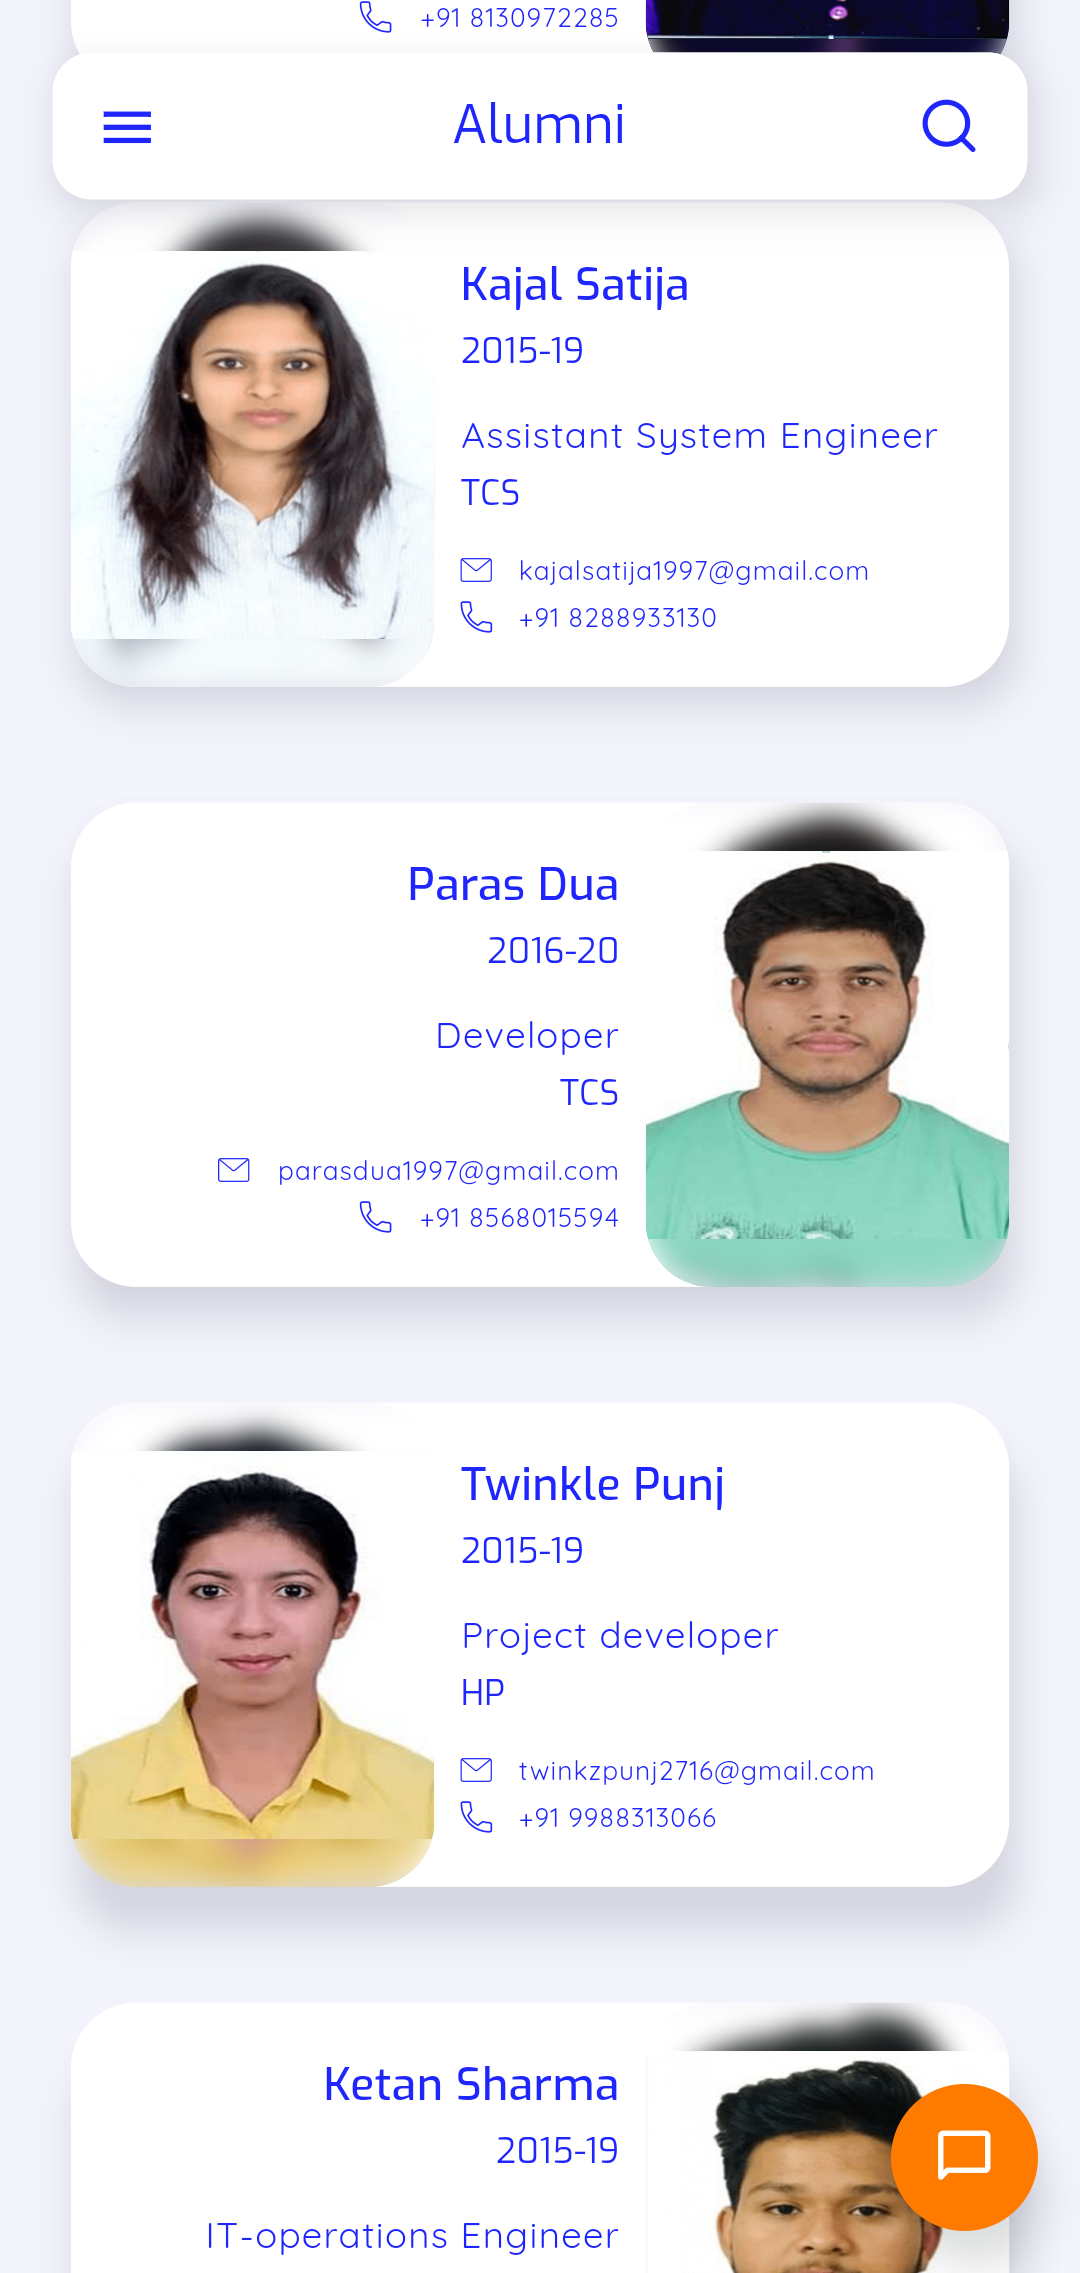 +91 8130972285
Alumni
Kajal Satija
2015-19
Assistant System Engineer
TCS
kajalsatija1997@gmail.com
+91 8288933130
Paras Dua
2016-20
Developer
TCS
parasdua1997@gmail.com
+91 8568015594
Twinkle Punj
2015-19
Project developer
HP
twinkzpunj2716@gmail.com
+91 9988313066
Ketan Sharma
2015-19
IT-operations Engineer